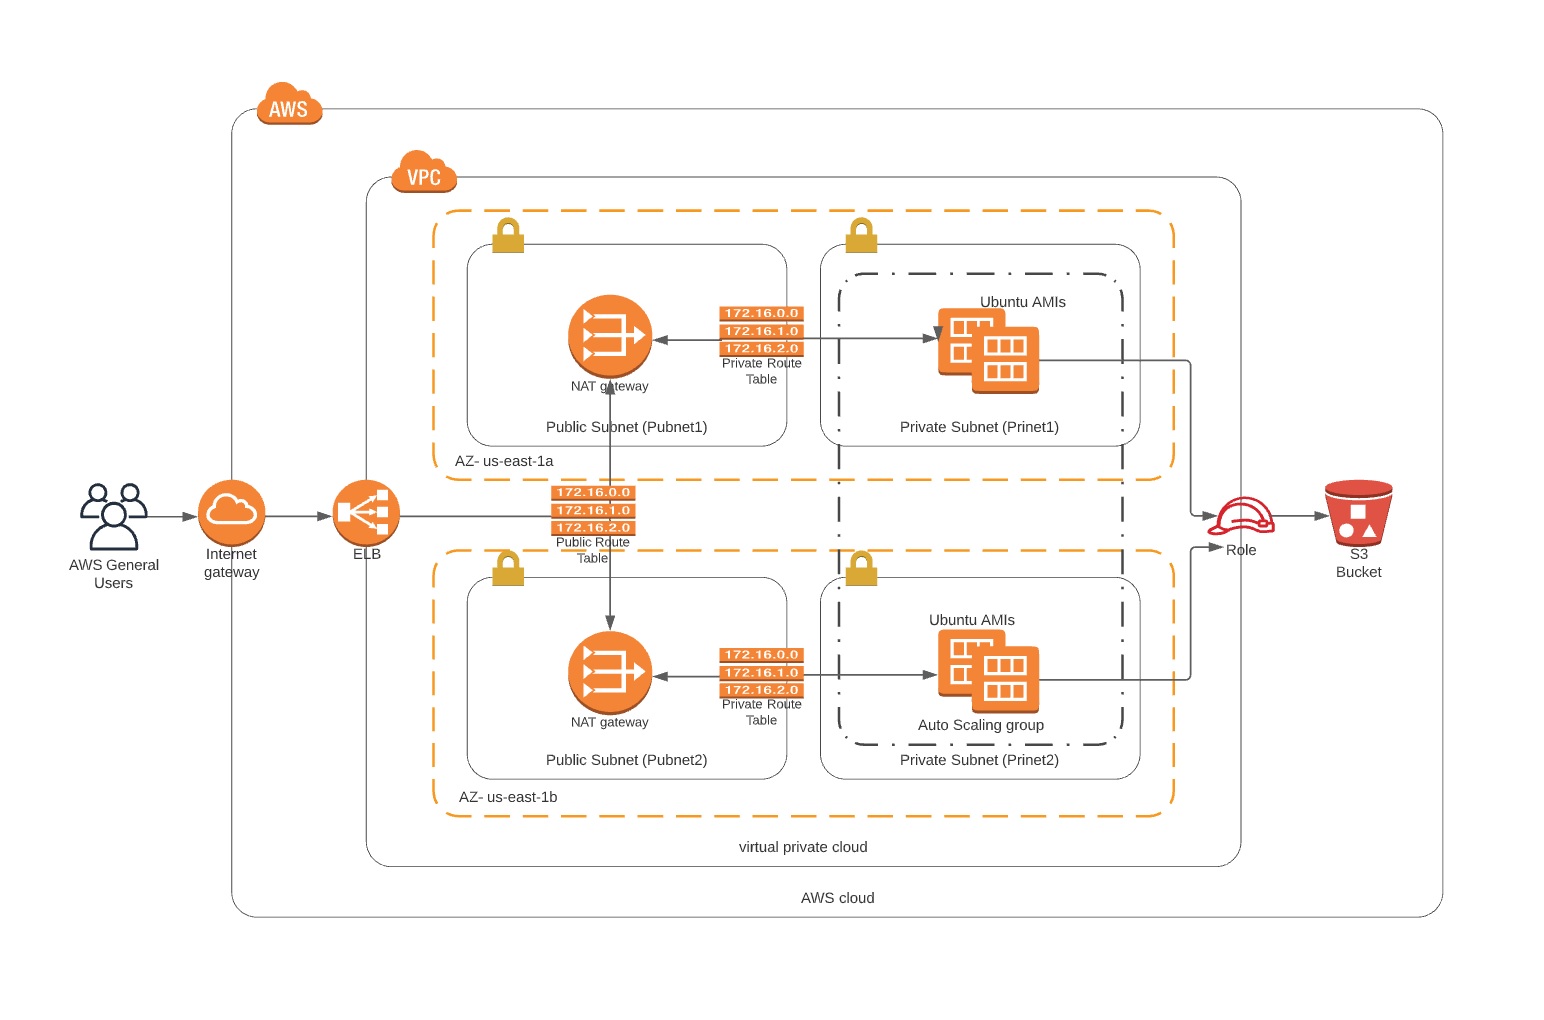 AWS
VPC
Ubuntu AMIs
172.16.0.0
172.16.1.0
172.16.2.0
Private Route
Table
NAT gateway
Public Subnet (Pubnet1)
Private Subnet (Prinet1)
AZ- us-east-1a
172.16.0.0
172.16.1.0
172.16.2.0
Public Route
Table
AWS General
Users
Internet
gateway
ELB
Role
S3
Bucket
Ubuntu AMIs
172.16.0.0
172.16.1.0
172.16.2.0
Private Route
Table
NAT gateway
Auto Scaling group
Public Subnet (Pubnet2)
Private Subnet (Prinet2)
AZ- us-east-1b
virtual private cloud
AWS cloud